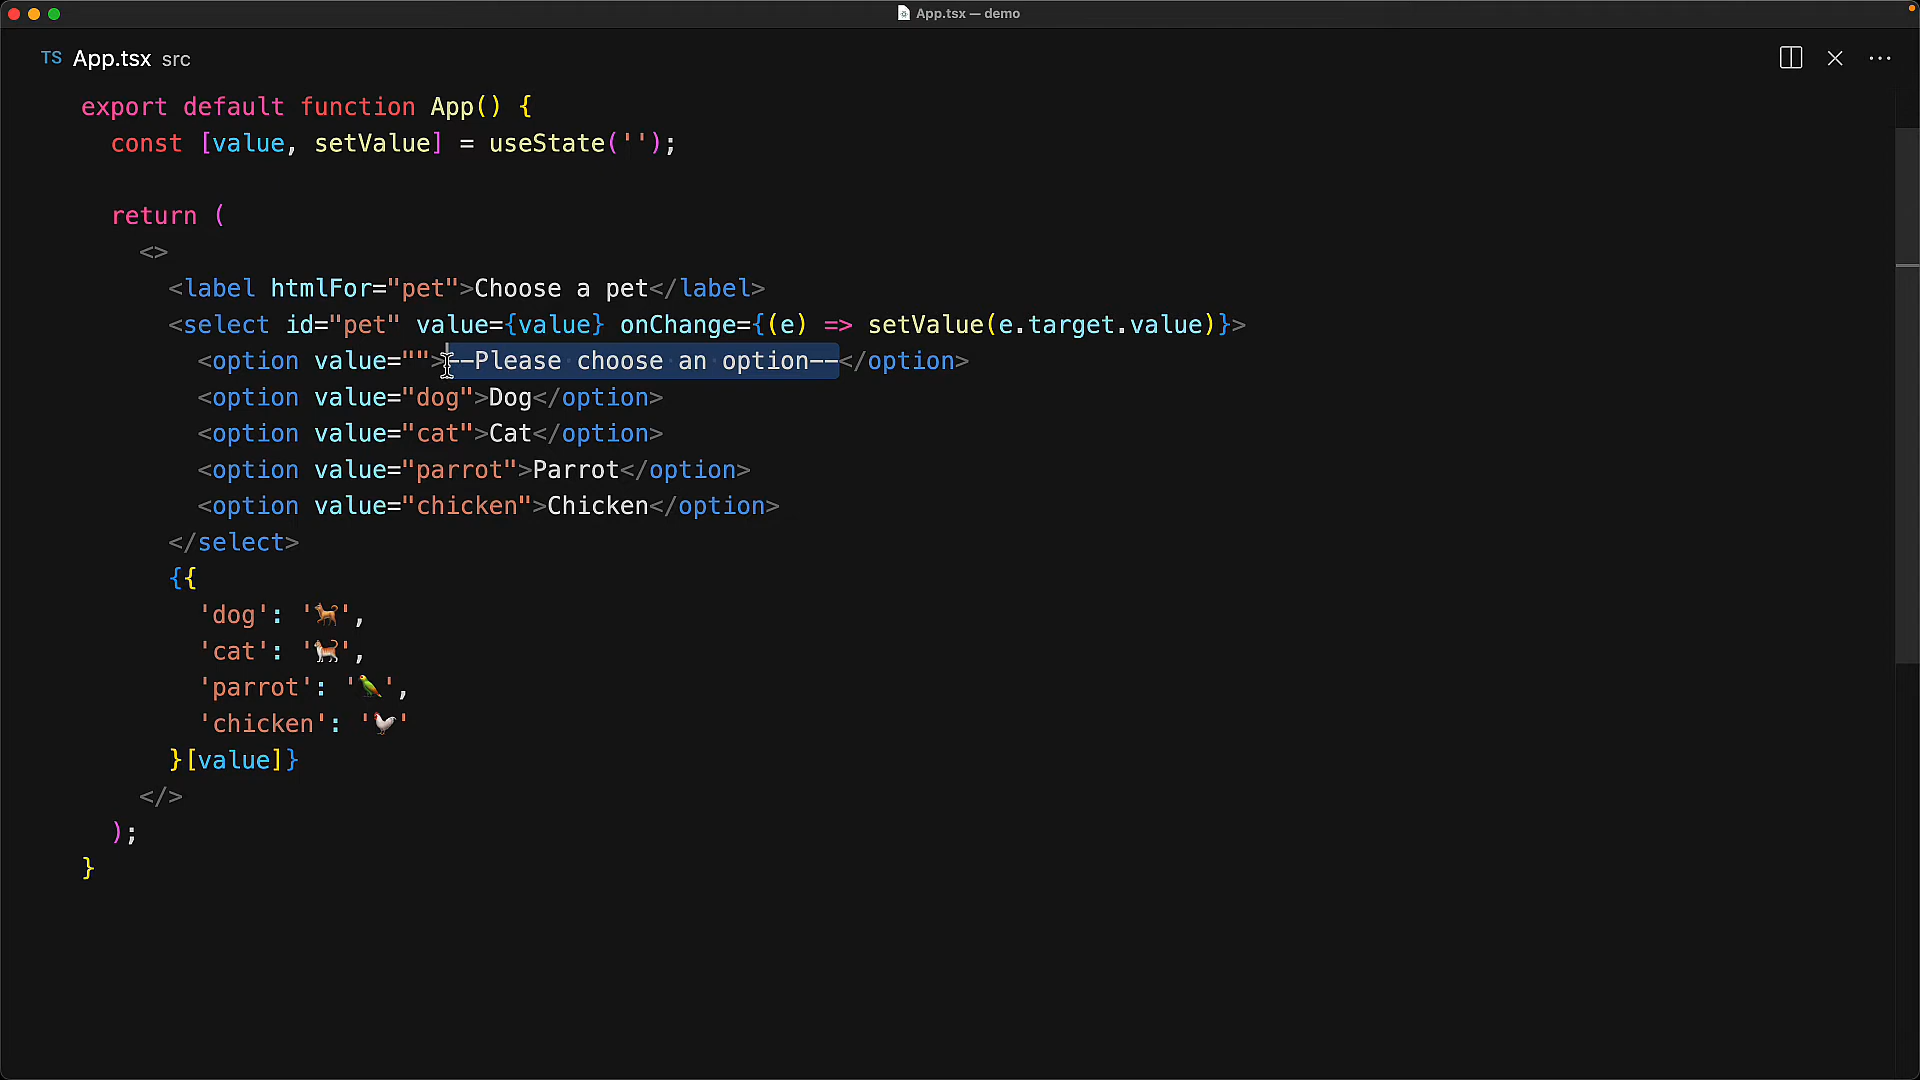 App.tsx — demo
TS App.tsx src
export default function App() {
  const [value, setValue] = useState('');

  return (
    <>
      <label htmlFor="pet">Choose a pet</label>
      <select id="pet" value={value} onChange={(e) => setValue(e.target.value)}>
        <option value="">--Please choose an option--</option>
        <option value="dog">Dog</option>
        <option value="cat">Cat</option>
        <option value="parrot">Parrot</option>
        <option value="chicken">Chicken</option>
      </select>
      {{
        'dog': '🐕',
        'cat': '🐈',
        'parrot': '🦜',
        'chicken': '🐓'
      }[value]}
    </>
  );
}